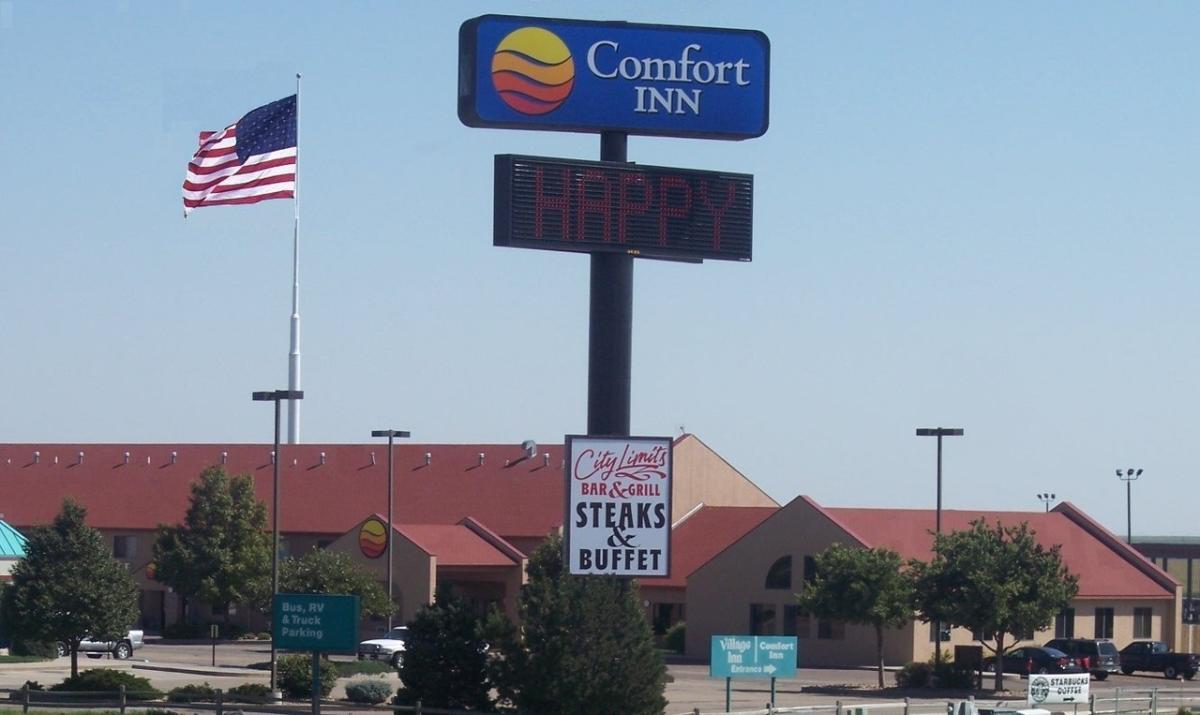 Comfort
INN
HAPPY
City Limits
BAR & GRILL
STEAKS
&
BUFFET
Bus, RV
& Truck
Parking
Village
Inn
Comfort
Inn
Entrance
STARBUCKS
COFFEE